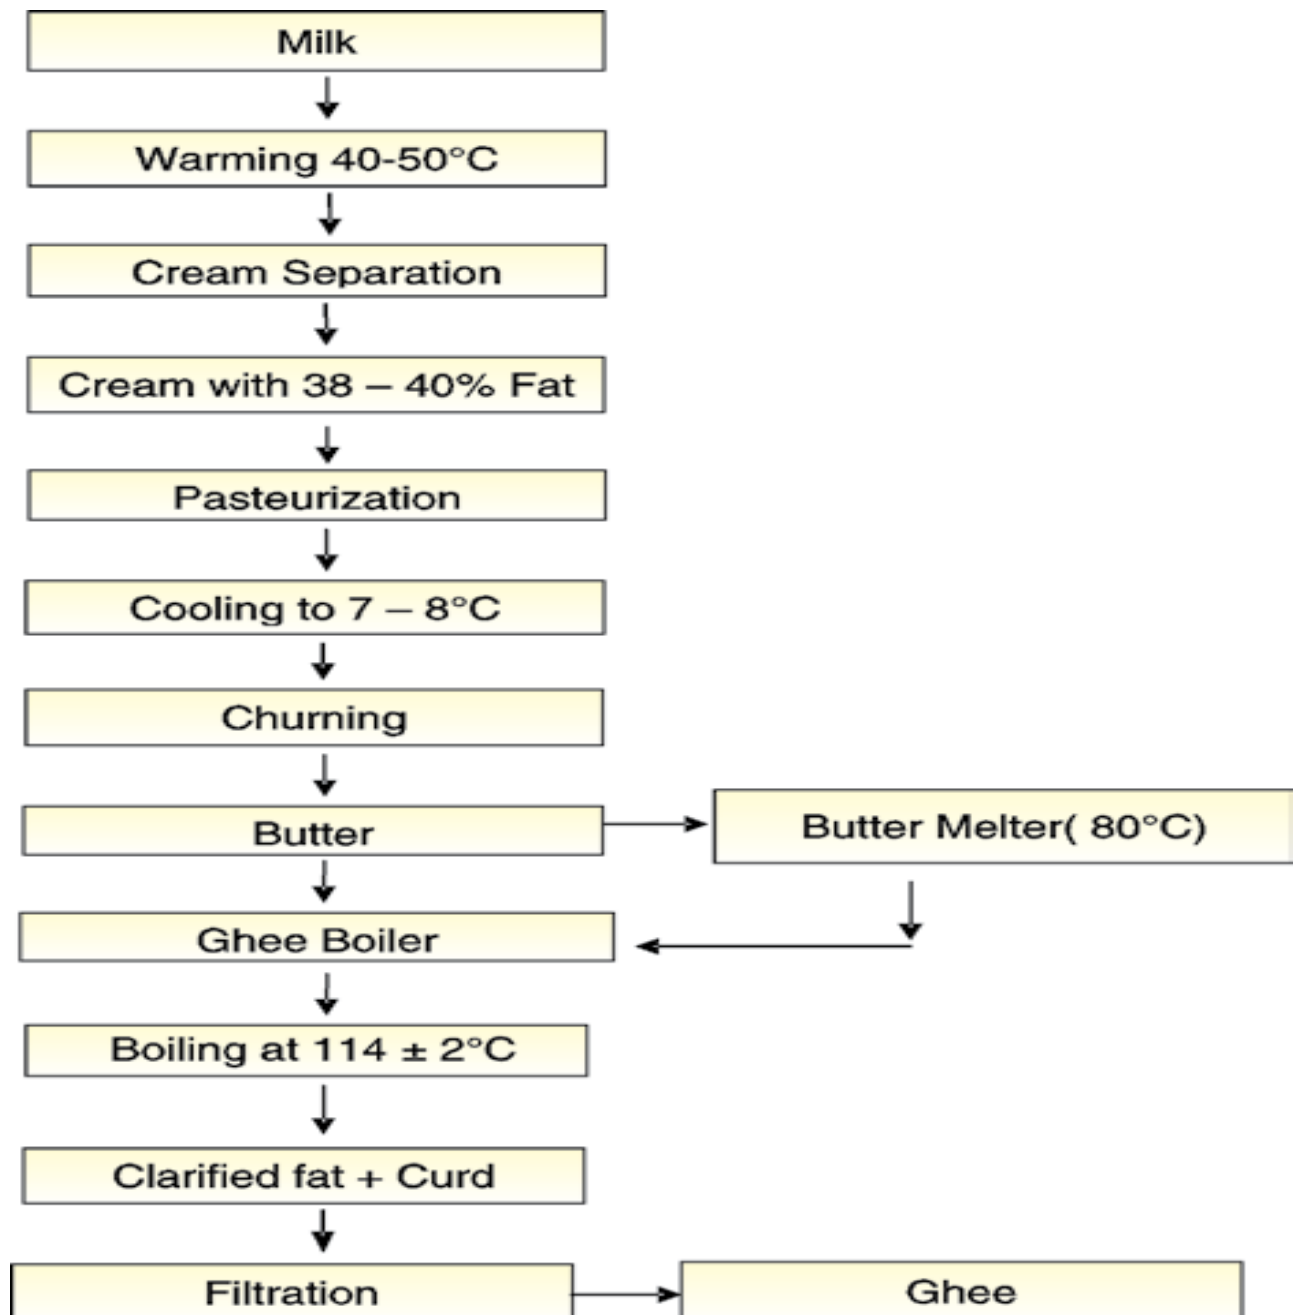 Milk
Warming 40-50°C
Cream Separation
Cream with 38 – 40% Fat
Pasteurization
Cooling to 7 – 8°C
Churning
Butter
Butter Melter( 80°C)
Ghee Boiler
Boiling at 114 ± 2°C
Clarified fat + Curd
Filtration
Ghee